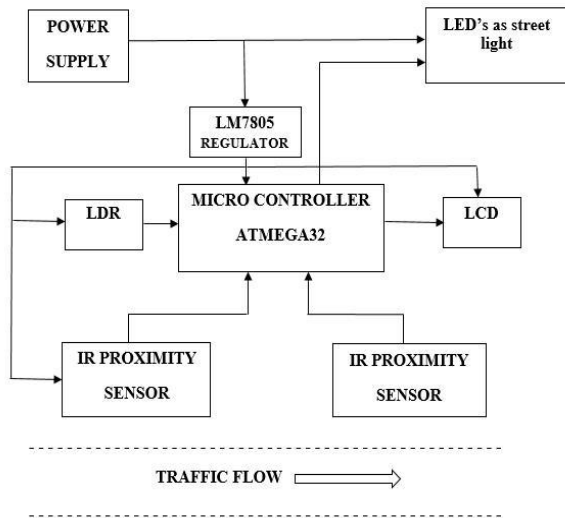 POWER
SUPPLY
LED's as street
light
LM7805
REGULATOR
LDR
MICRO CONTROLLER
ATMEGA32
LCD
IR PROXIMITY
SENSOR
IR PROXIMITY
SENSOR
TRAFFIC FLOW